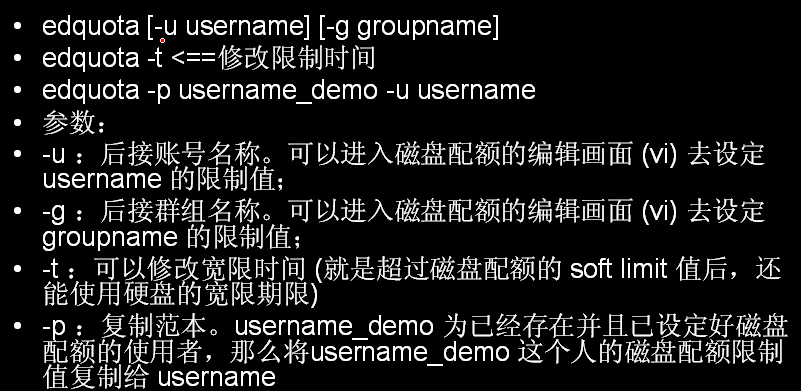 • edquota [-u username] [-g groupname]
• edquota -t <==修改限制时间
• edquota -p username_demo -u username
• 参数：
• -u ：后接账号名称。可以进入磁盘配额的编辑画面 (vi) 去设定
username 的限制值；
• -g ：后接群组名称。可以进入磁盘配额的编辑画面 (vi) 去设定
groupname 的限制值；
• -t ：可以修改宽限时间 (就是超过磁盘配额的 soft limit 值后，还
能使用硬盘的宽限期限)
• -p ：复制范本。username_demo 为已经存在并且已设定好磁盘
配额的使用者，那么将username_demo 这个人的磁盘配额限制
值复制给 username